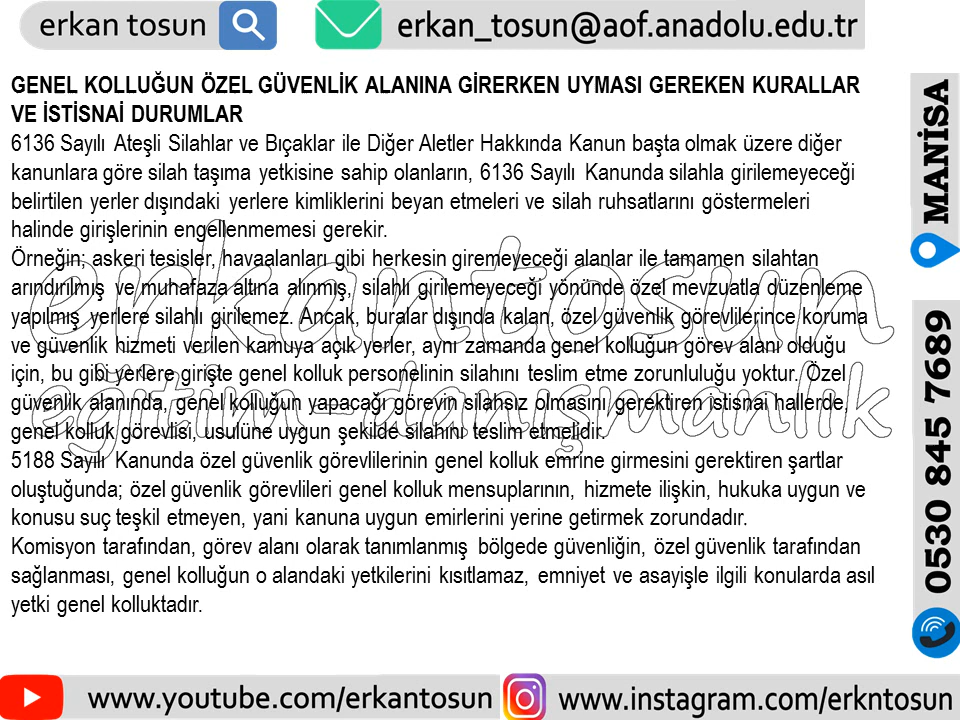 erkan tosun
erkan_tosun@aof.anadolu.edu.tr
GENEL KOLLUĞUN ÖZEL GÜVENLİK ALANINA GİRERKEN UYMASI GEREKEN KURALLAR
VE İSTİSNAİ DURUMLAR
6136 Sayılı Ateşli Silahlar ve Bıçaklar ile Diğer Aletler Hakkında Kanun başta olmak üzere diğer
kanunlara göre silah taşıma yetkisine sahip olanların, 6136 Sayılı Kanunda silahla girilemeyeceği
belirtilen yerler dışındaki yerlere kimliklerini beyan etmeleri ve silah ruhsatlarını göstermeleri
halinde girişlerinin engellenmemesi gerekir.
Örneğin; askeri tesisler, havaalanları gibi herkesin giremeyeceği alanlar ile tamamen silahtan
arındırılmış ve muhafaza altına alınmış, silahlı girilemeyeceği yönünde özel mevzuatla düzenleme
yapılmış yerlere silahlı girilemez. Ancak, buralar dışında kalan, özel güvenlik görevlilerince koruma
ve güvenlik hizmeti verilen kamuya açık yerler, aynı zamanda genel kolluğun görev alanı olduğu
için, bu gibi yerlere girişte genel kolluk personelinin silahını teslim etme zorunluluğu yoktur. Özel
güvenlik alanında, genel kolluğun yapacağı görevin silahsız olmasını gerektiren istisnai hallerde,
genel kolluk görevlisi, usulüne uygun şekilde silahını teslim etmelidir.
5188 Sayılı Kanunda özel güvenlik görevlilerinin genel kolluk emrine girmesini gerektiren şartlar
oluştuğunda; özel güvenlik görevlileri genel kolluk mensuplarının, hizmete ilişkin, hukuka uygun ve
konusu suç teşkil etmeyen, yani kanuna uygun emirlerini yerine getirmek zorundadır.
Komisyon tarafından, görev alanı olarak tanımlanmış bölgede güvenliğin, özel güvenlik tarafından
sağlanması, genel kolluğun o alandaki yetkilerini kısıtlamaz, emniyet ve asayişle ilgili konularda asıl
yetki genel kolluktadır.
erkantosun
eğitim-danışmanlık
MANİSA
0530 845 7689
www.youtube.com/erkantosun
www.instagram.com/erkntosun